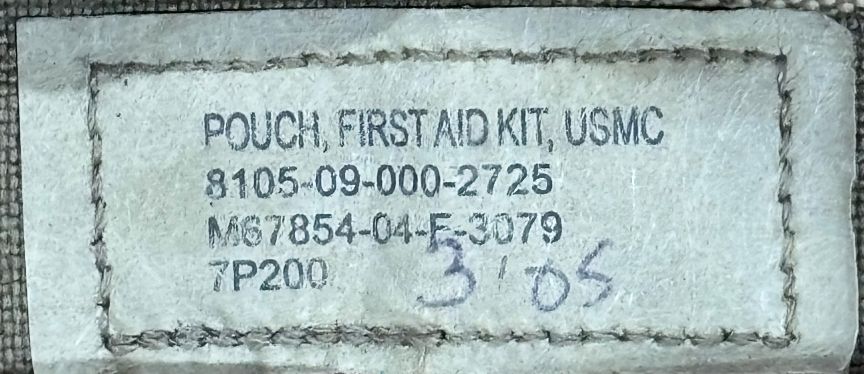 POUCH, FIRST AID KIT, USMC
8105-09-000-2725
M67854-04-F-3079
7P200
3'05